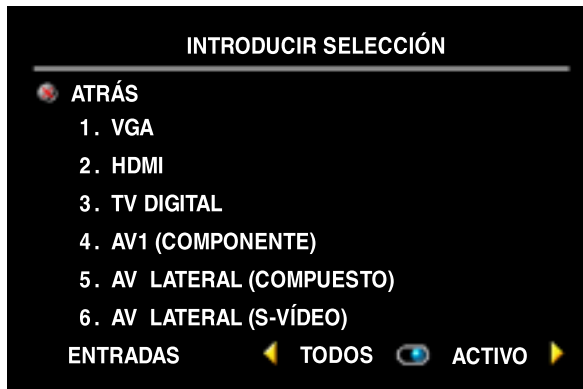 INTRODUCIR SELECCIÓN
ATRÁS
1. VGA
2. HDMI
3. TV DIGITAL
4. AV1 (COMPONENTE)
5. AV LATERAL (COMPUESTO)
6. AV LATERAL (S-VÍDEO)
ENTRADAS TODOS ACTIVO